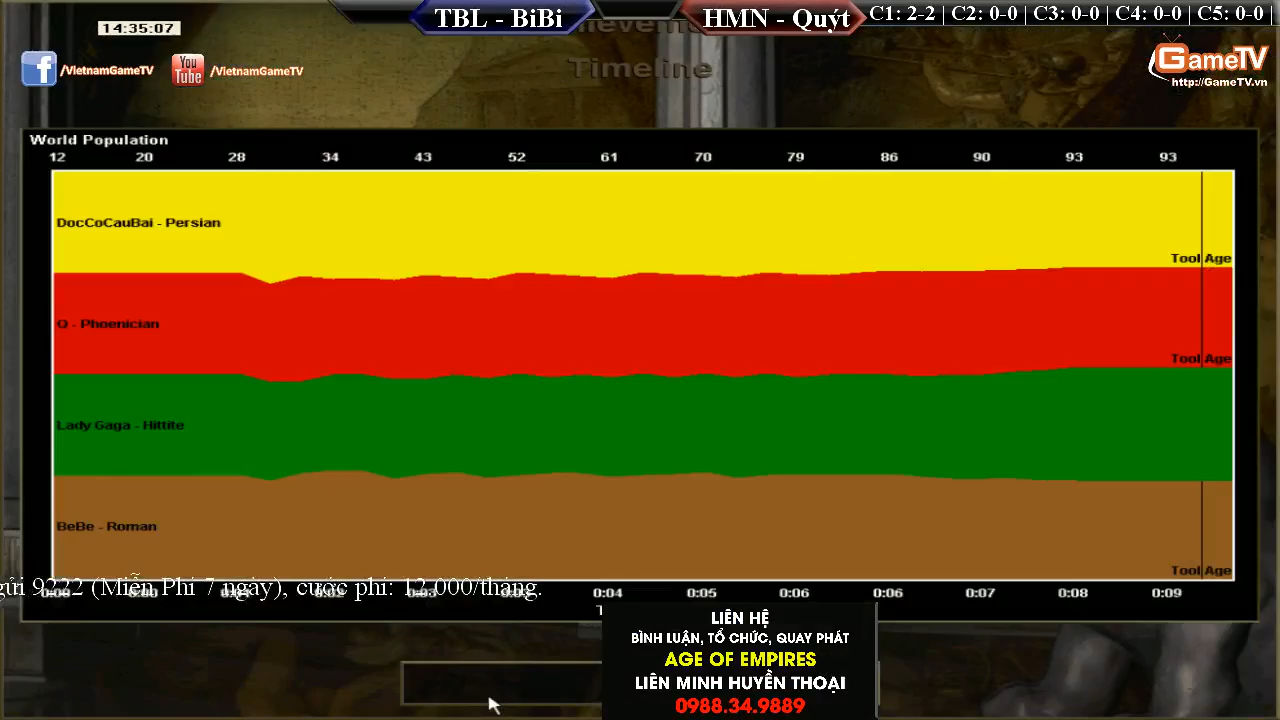 TBL - BiBi
HMN - Quýt
C1: 2-2 | C2: 0-0 | C3: 0-0 | C4: 0-0 | C5: 0-0
14:35:07
Timeline
/VietnamGameTV
You Tube
/VietnamGameTV
GameTV
http://GameTV.vn
World Population
12 20 28 34 43 52 61 70 79 86 90 93 93
DocCoCauBai - Persian
Tool Age
Q - Phoenician
Tool Age
Lady Gaga - Hittite
BeBe - Roman
Tool Age
gửi 9222 (Miễn Phí 7 ngày), cước phí: 12.000/tháng.
0:04 0:05 0:06 0:06 0:07 0:08 0:09
LIÊN HỆ
BÌNH LUẬN, TỔ CHỨC, QUAY PHÁT
AGE OF EMPIRES
LIÊN MINH HUYỀN THOẠI
0988.34.9889